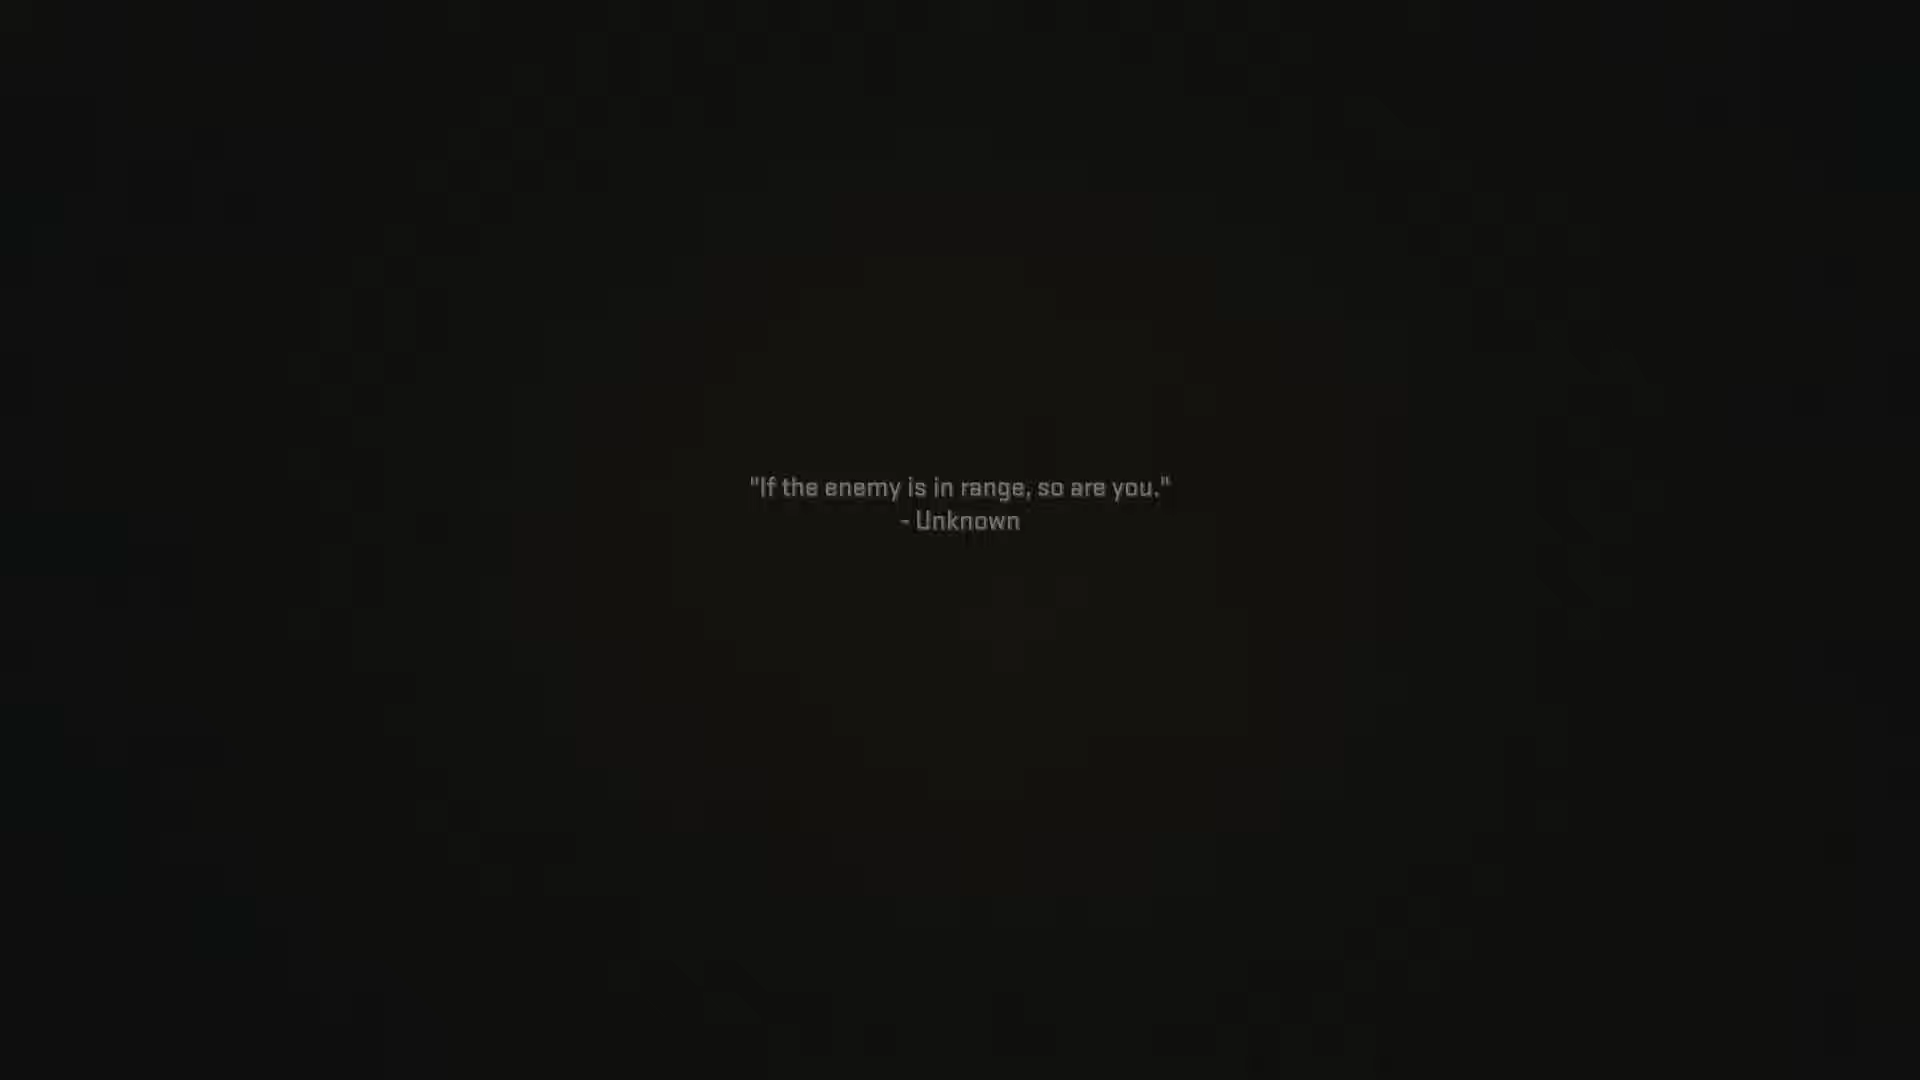 "If the enemy is in range, so are you."
- Unknown